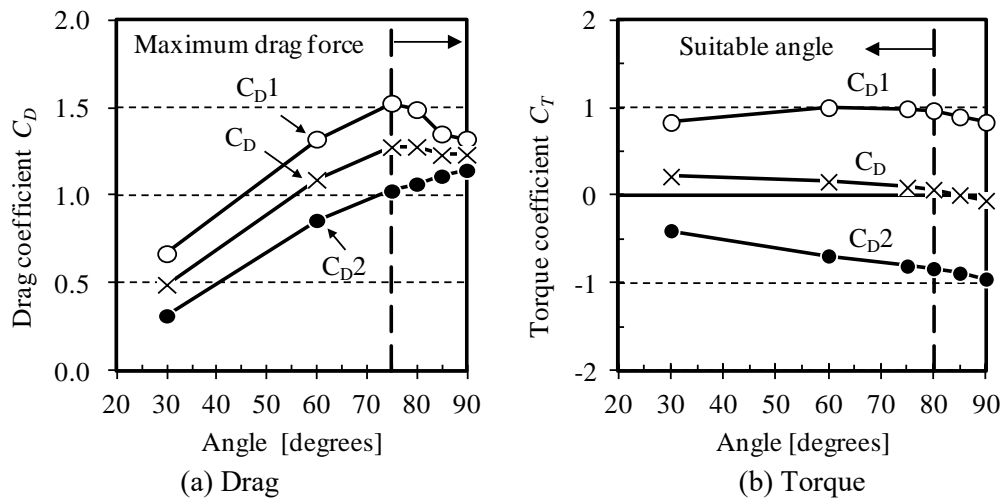 2.0
1.5
1.0
0.5
0.0
Drag coefficient C_D
Maximum drag force
C_D1
C_D
C_D2
20 30 40 50 60 70 80 90
Angle [degrees]
(a) Drag
2
1
0
-1
-2
Torque coefficient C_T
Suitable angle
C_D1
C_D
C_D2
20 30 40 50 60 70 80 90
Angle [degrees]
(b) Torque